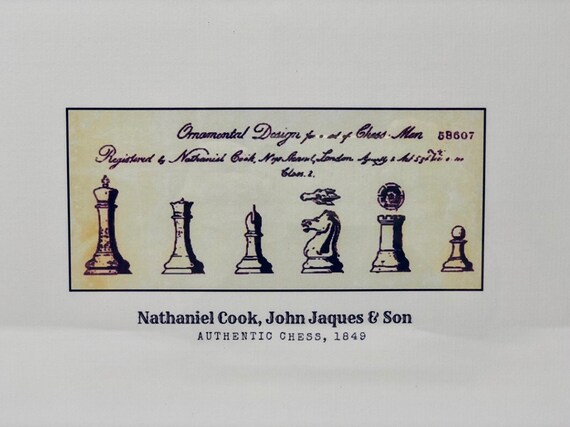 Ornamental Design for a set of Chess-Men 58607
Registered by Nathaniel Cook, London
Class. 2.
Nathaniel Cook, John Jaques & Son
AUTHENTIC CHESS, 1849